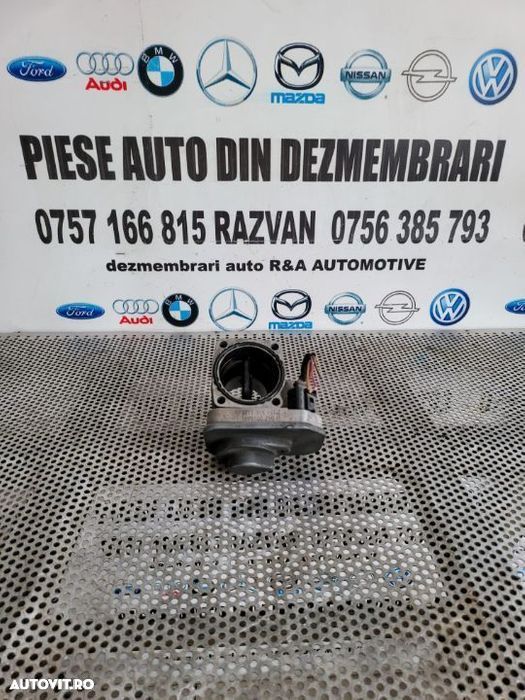 Ford Audi BMW mazda NISSAN
PIESE AUTO DIN DEZMEMBRARI
0757 166 815 RAZVAN 0756 385 793
dezmembrari auto R&A AUTOMOTIVE
Ford Audi BMW mazda NISSAN
AUTOVIT.RO